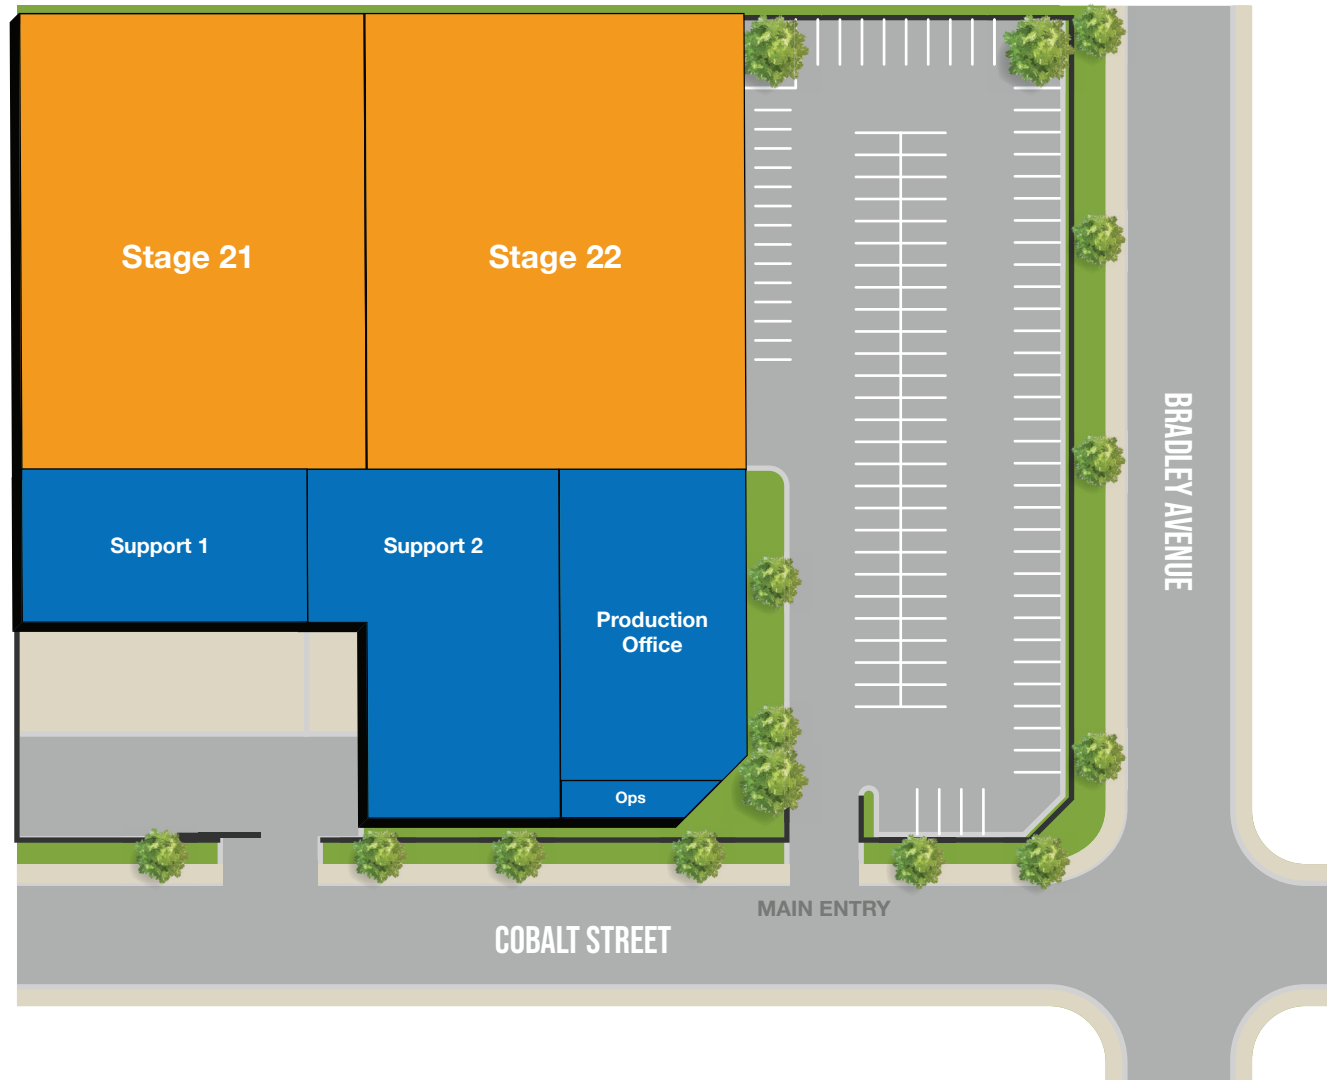 Stage 21
Stage 22
Support 1
Support 2
Production
Office
Ops
BRADLEY AVENUE
MAIN ENTRY
COBALT STREET